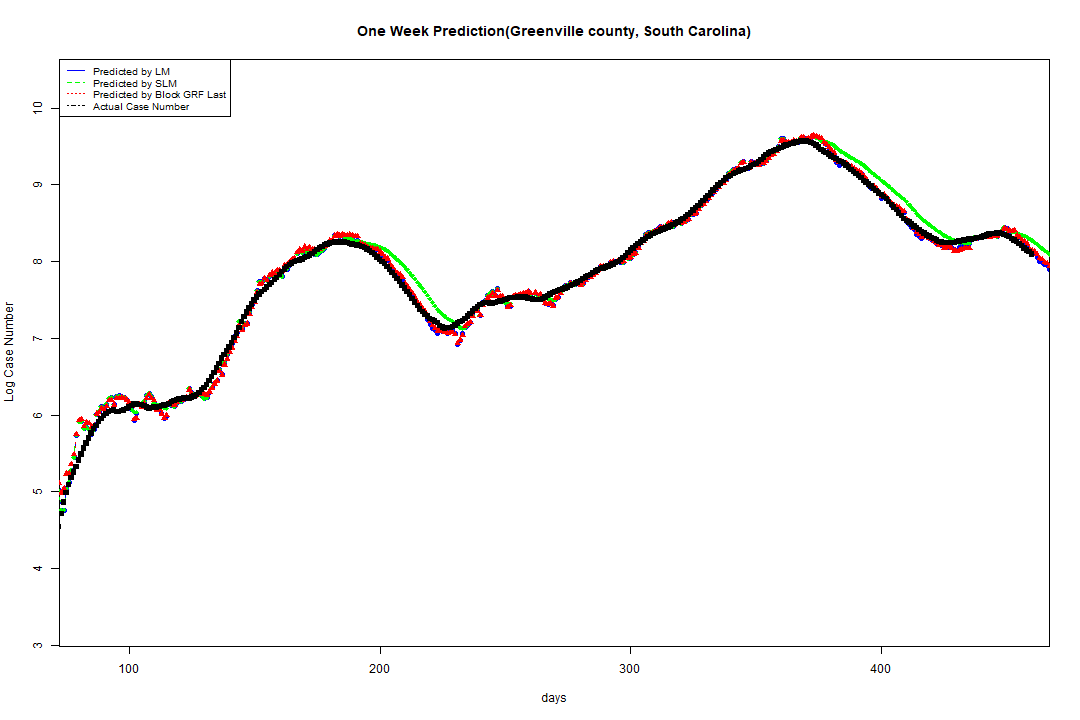 One Week Prediction(Greenville county, South Carolina)
Predicted by LM
Predicted by SLM
Predicted by Block GRF Last
Actual Case Number
10
9
8
7
6
5
4
3
Log Case Number
100 200 300 400
days